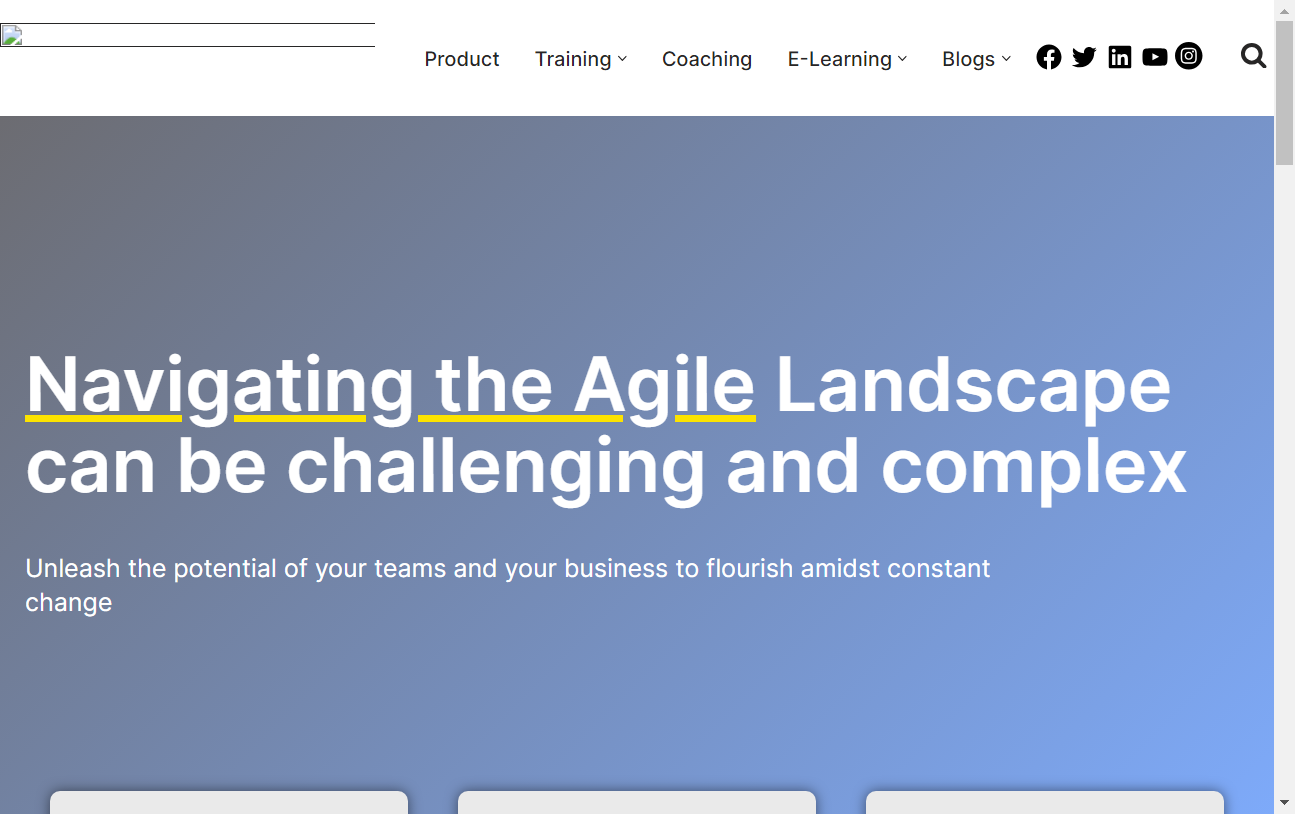 Product Training Coaching E-Learning Blogs
Navigating the Agile Landscape
can be challenging and complex
Unleash the potential of your teams and your business to flourish amidst constant
change